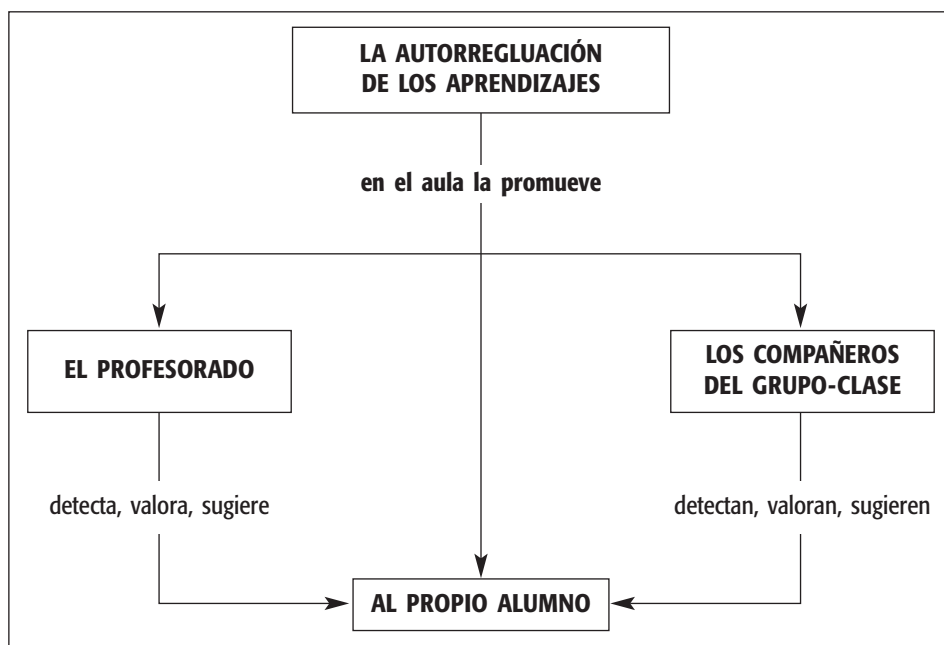 LA AUTORREGLUACIÓN
DE LOS APRENDIZAJES
en el aula la promueve
EL PROFESORADO
LOS COMPAÑEROS
DEL GRUPO-CLASE
detecta, valora, sugiere
detectan, valoran, sugieren
AL PROPIO ALUMNO